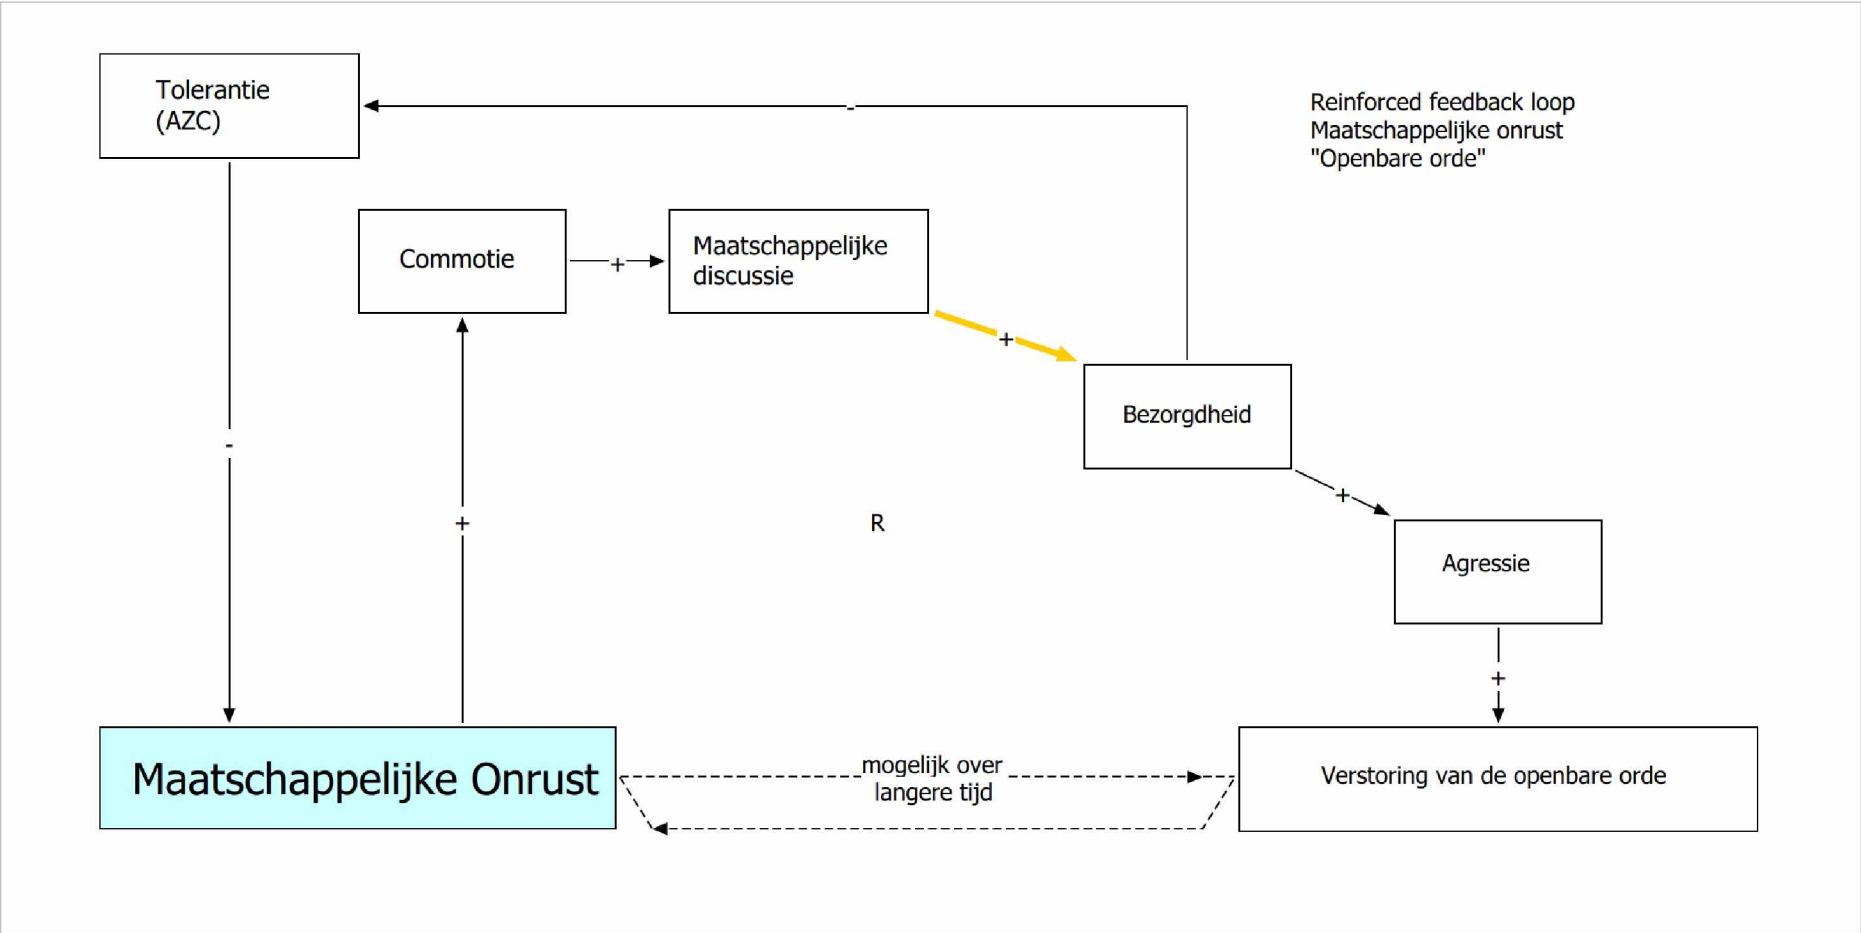 Tolerantie
(AZC)
-
Reinforced feedback loop
Maatschappelijke onrust
"Openbare orde"
Commotie
+
Maatschappelijke
discussie
+
Bezorgdheid
-
+
+
R
Agressie
+
Maatschappelijke Onrust
mogelijk over
langere tijd
Verstoring van de openbare orde